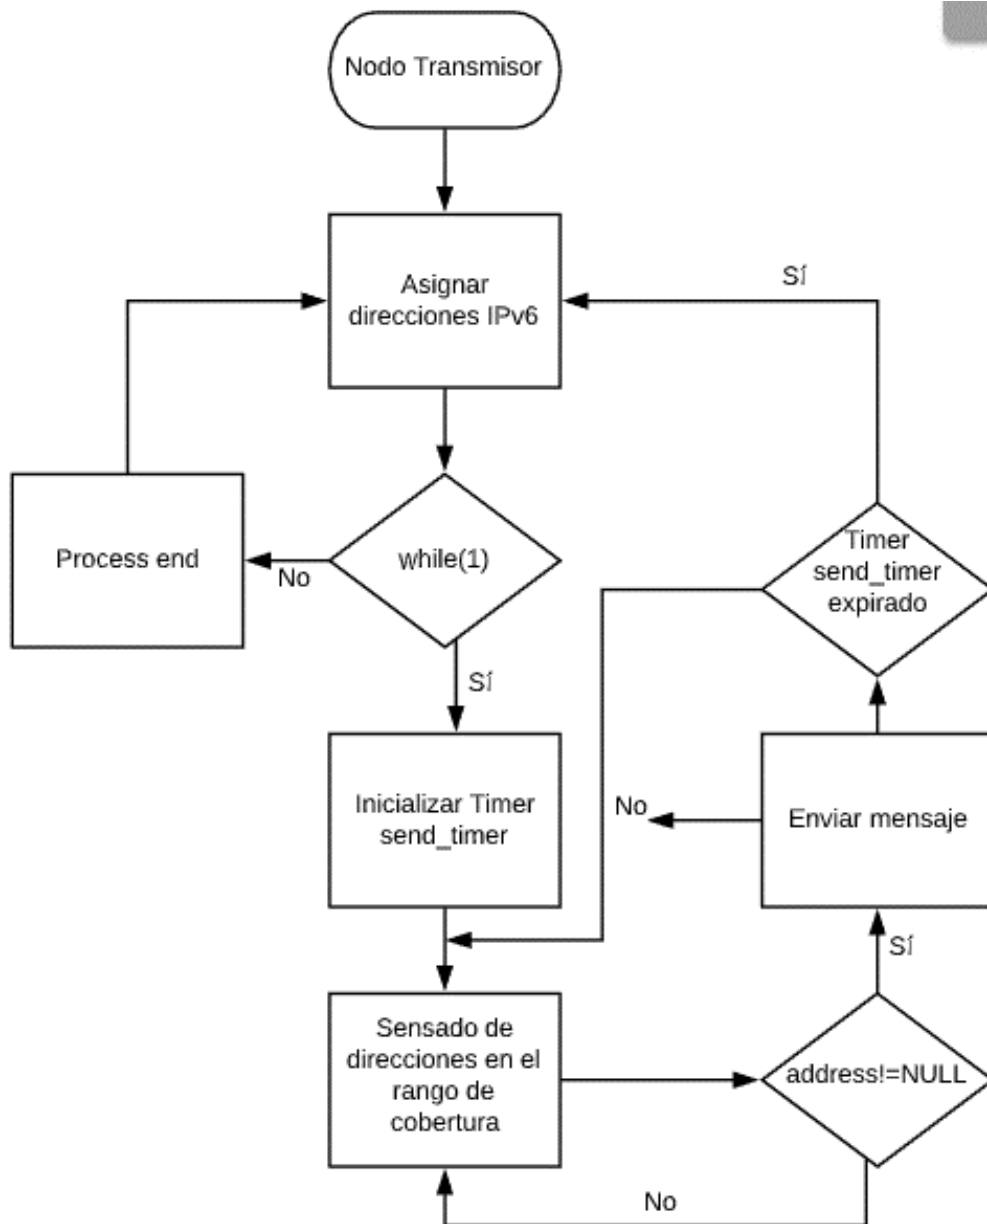 Nodo Transmisor
Asignar
direcciones IPv6
Sí
Process end
No
while(1)
Timer
send_timer
expirado
Sí
Inicializar Timer
send_timer
No
Enviar mensaje
Sí
Sensado de
direcciones en el
rango de
cobertura
address!=NULL
No